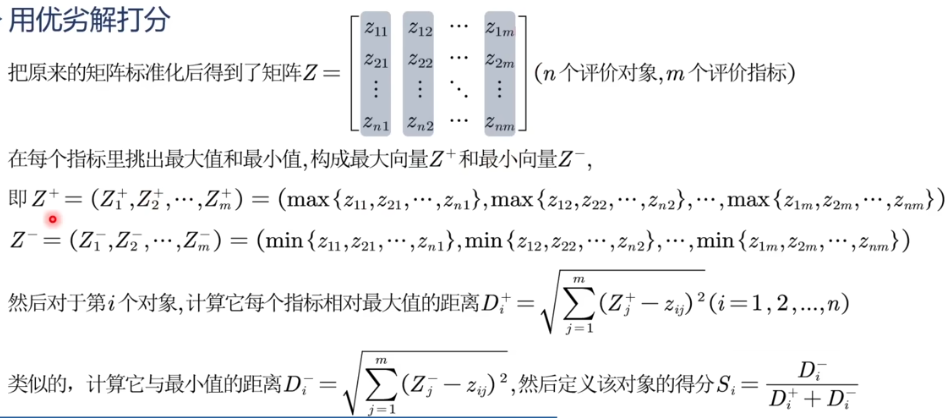 用优劣解打分
把原来的矩阵标准化后得到了矩阵 $Z=\begin{bmatrix} z_{11} & z_{12} & \cdots & z_{1m} \\ z_{21} & z_{22} & \cdots & z_{2m} \\ \vdots & \vdots & \ddots & \vdots \\ z_{n1} & z_{n2} & \cdots & z_{nm} \end{bmatrix}$ (n个评价对象,m个评价指标)
在每个指标里挑出最大值和最小值,构成最大向量$Z^+$和最小向量$Z^-$,
即$Z^+=(Z_1^+,Z_2^+,\cdots,Z_m^+)=(\max\{z_{11},z_{21},\cdots,z_{n1}\},\max\{z_{12},z_{22},\cdots,z_{n2}\},\cdots,\max\{z_{1m},z_{2m},\cdots,z_{nm}\})$
$Z^-=(Z_1^-,Z_2^-,\cdots,Z_m^-)=(\min\{z_{11},z_{21},\cdots,z_{n1}\},\min\{z_{12},z_{22},\cdots,z_{n2}\},\cdots,\min\{z_{1m},z_{2m},\cdots,z_{nm}\})$
然后对于第$i$个对象,计算它每个指标相对最大值的距离$D_i^+=\sqrt{\sum_{j=1}^{m}(Z_j^+-z_{ij})^2}(i=1,2,...,n)$
类似的，计算它与最小值的距离$D_i^-=\sqrt{\sum_{j=1}^{m}(Z_j^--z_{ij})^2}$,然后定义该对象的得分$S_i=\frac{D_i^-}{D_i^++D_i^-}$